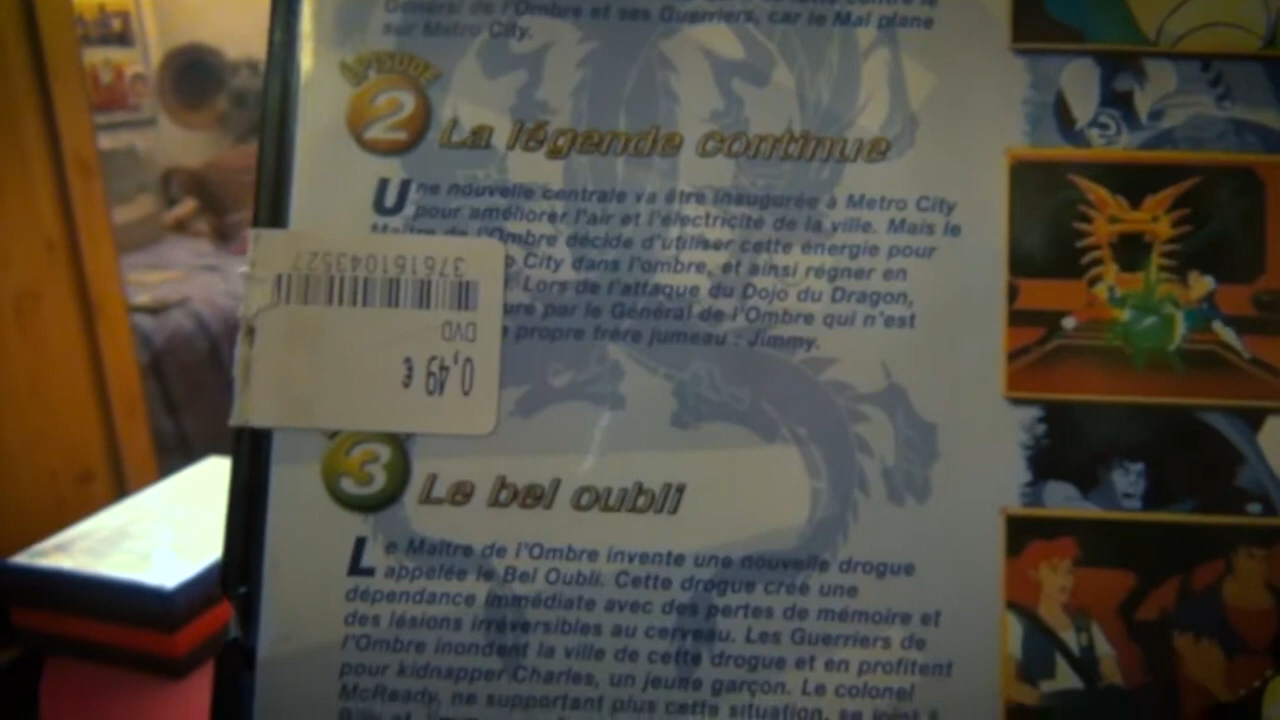 Général de l'Ombre et ses Guerriers, car le Mal plane
sur Metro City.
ÉPISODE
2
La légende continue
Une nouvelle centrale va être inaugurée à Metro City
pour améliorer l'air et l'électricité de la ville. Mais le
Maître de l'Ombre décide d'utiliser cette énergie pour
City dans l'ombre, et ainsi régner en
Lors de l'attaque du Dojo du Dragon,
par le Général de l'Ombre qui n'est
propre frère jumeau : Jimmy.
376161043527
DVD
0,49 €
3
Le bel oubli
Le Maître de l'Ombre invente une nouvelle drogue
appelée le Bel Oubli. Cette drogue créé une
dépendance immédiate avec des pertes de mémoire et
des lésions irréversibles au cerveau. Les Guerriers de
l'Ombre inondent la ville de cette drogue et en profitent
pour kidnapper Charles, un jeune garçon. Le colonel
McReady, ne supportant plus cette situation, se joint à